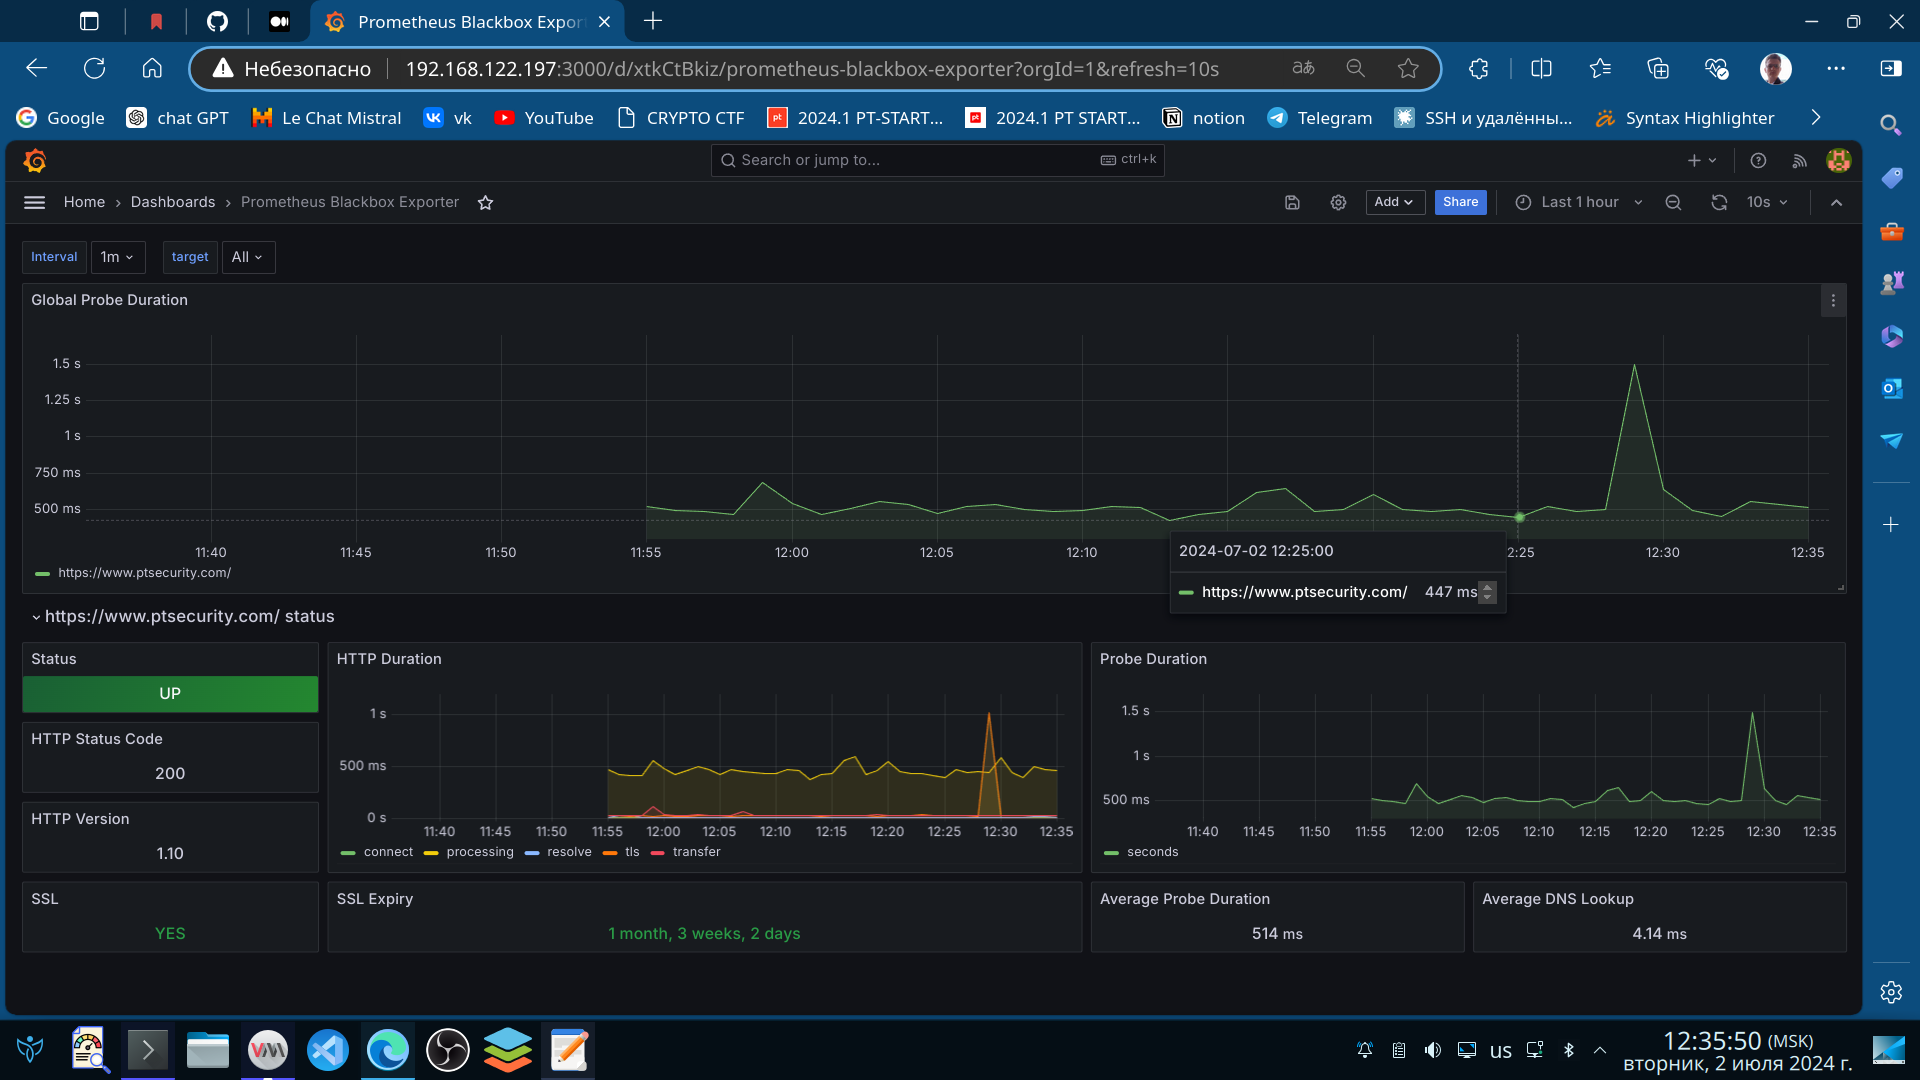 Prometheus Blackbox Expor
Небезопасно 192.168.122.197:3000/d/xtkCtBkiz/prometheus-blackbox-exporter?orgId=1&refresh=10s
Google chat GPT Le Chat Mistral vk YouTube CRYPTO CTF 2024.1 PT-START... 2024.1 PT START... notion Telegram SSH и удалённы... Syntax Highlighter
Search or jump to... ctrl+k
Home › Dashboards › Prometheus Blackbox Exporter Add Share Last 1 hour 10s
Interval 1m target All
Global Probe Duration
1.5 s
1.25 s
1 s
750 ms
500 ms
11:40 11:45 11:50 11:55 12:00 12:05 12:10 2:25 12:30 12:35
https://www.ptsecurity.com/
2024-07-02 12:25:00
https://www.ptsecurity.com/ 447 ms
https://www.ptsecurity.com/ status
Status
UP
HTTP Status Code
200
HTTP Version
1.10
SSL
YES
HTTP Duration
1 s
500 ms
0 s
11:40 11:45 11:50 11:55 12:00 12:05 12:10 12:15 12:20 12:25 12:30 12:35
connect processing resolve tls transfer
Probe Duration
1.5 s
1 s
500 ms
11:40 11:45 11:50 11:55 12:00 12:05 12:10 12:15 12:20 12:25 12:30 12:35
seconds
SSL Expiry
1 month, 3 weeks, 2 days
Average Probe Duration
514 ms
Average DNS Lookup
4.14 ms
us
12:35:50 (MSK)
вторник, 2 июля 2024 г.